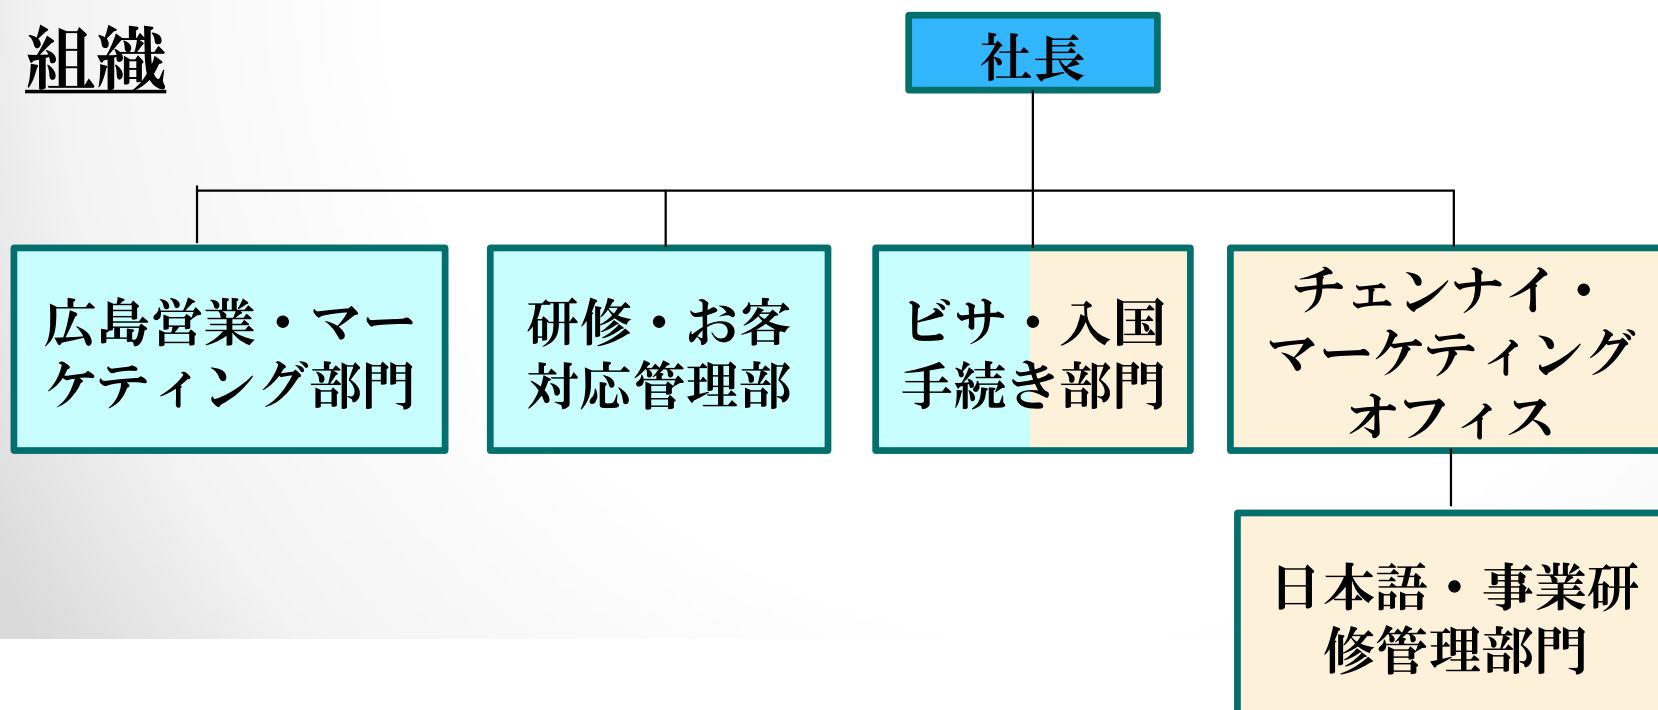 組織
社長
広島営業・マー
ケティング部門
研修・お客
対応管理部
ビサ・入国
手続き部門
チェンナイ・
マーケティング
オフィス
日本語・事業研
修管理部門